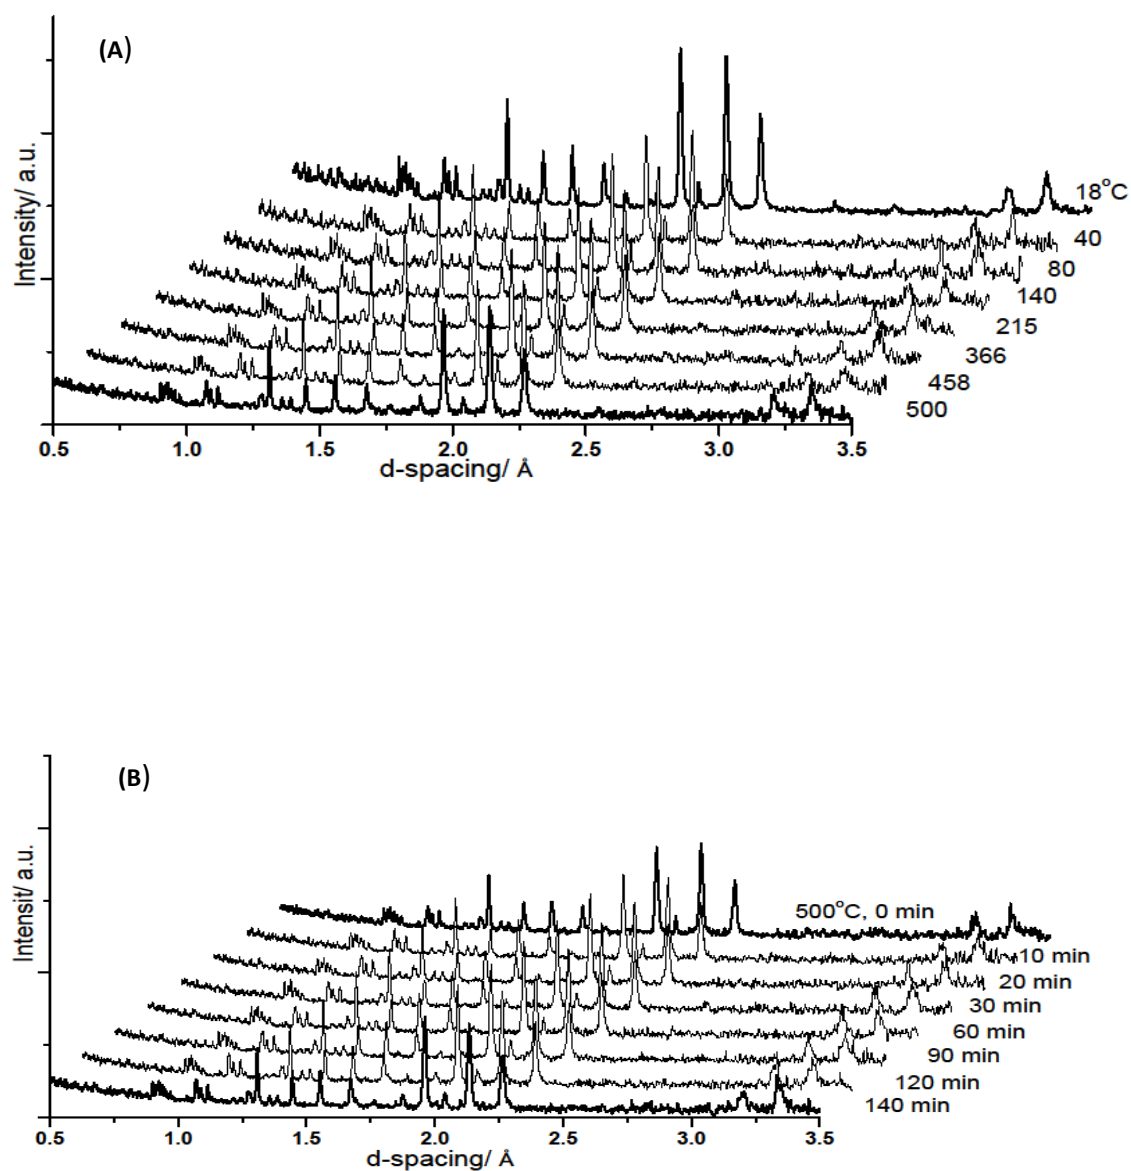 (A)
Intensity/ a.u.
18°C
40
80
140
215
366
458
500
0.5 1.0 1.5 2.0 2.5 3.0 3.5
d-spacing/ Å
(B)
Intensit/ a.u.
500°C, 0 min
10 min
20 min
30 min
60 min
90 min
120 min
140 min
0.5 1.0 1.5 2.0 2.5 3.0 3.5
d-spacing/ Å